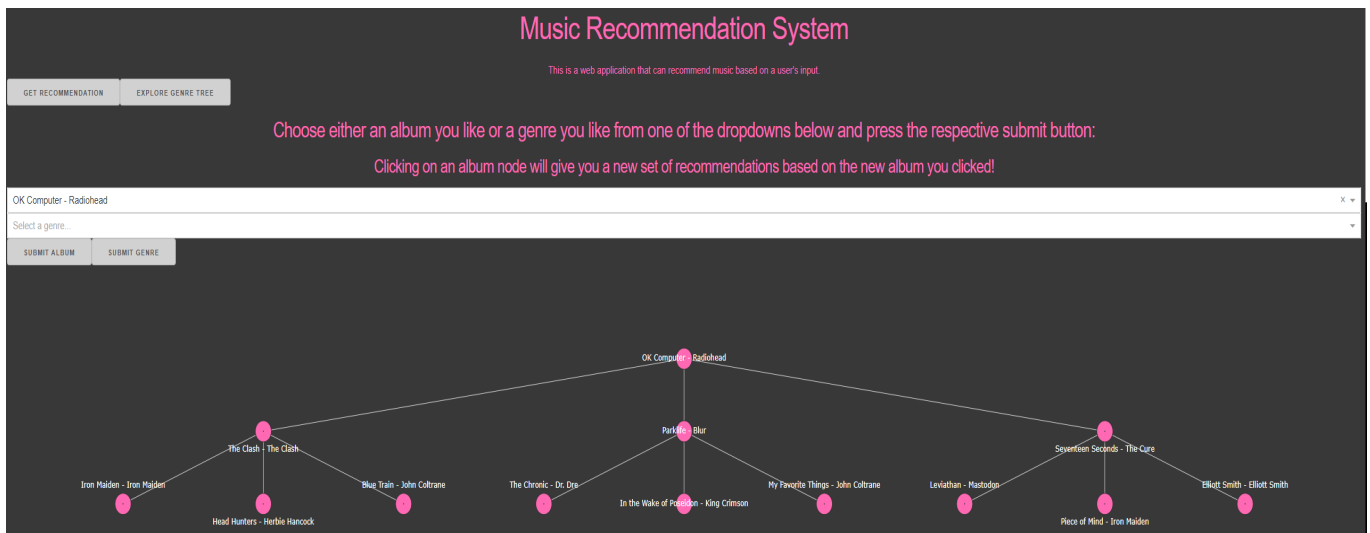 Music Recommendation System
This is a web application that can recommend music based on a user's input.
GET RECOMMENDATION EXPLORE GENRE TREE
Choose either an album you like or a genre you like from one of the dropdowns below and press the respective submit button:
Clicking on an album node will give you a new set of recommendations based on the new album you clicked!
OK Computer - Radiohead x
Select a genre...
SUBMIT ALBUM SUBMIT GENRE
OK Computer - Radiohead
Parklife - Blur
The Clash - The Clash Seventeen Seconds - The Cure
Iron Maiden - Iron Maiden Blue Train - John Coltrane The Chronic - Dr. Dre My Favorite Things - John Coltrane Leviathan - Mastodon Elliott Smith - Elliott Smith
In the Wake of Poseidon - King Crimson
Head Hunters - Herbie Hancock Piece of Mind - Iron Maiden